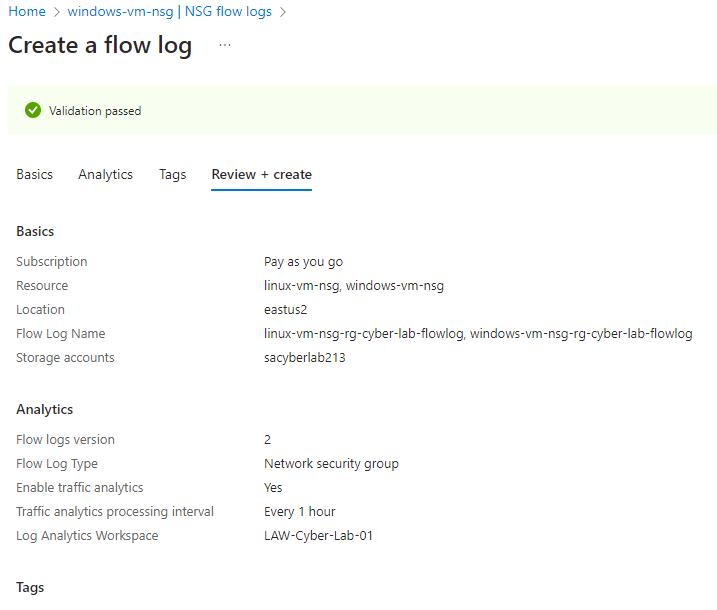 Home > windows-vm-nsg | NSG flow logs >
Create a flow log ...
Validation passed
Basics Analytics Tags Review + create
Basics
Subscription Pay as you go
Resource linux-vm-nsg, windows-vm-nsg
Location eastus2
Flow Log Name linux-vm-nsg-rg-cyber-lab-flowlog, windows-vm-nsg-rg-cyber-lab-flowlog
Storage accounts sacyberlab213
Analytics
Flow logs version 2
Flow Log Type Network security group
Enable traffic analytics Yes
Traffic analytics processing interval Every 1 hour
Log Analytics Workspace LAW-Cyber-Lab-01
Tags